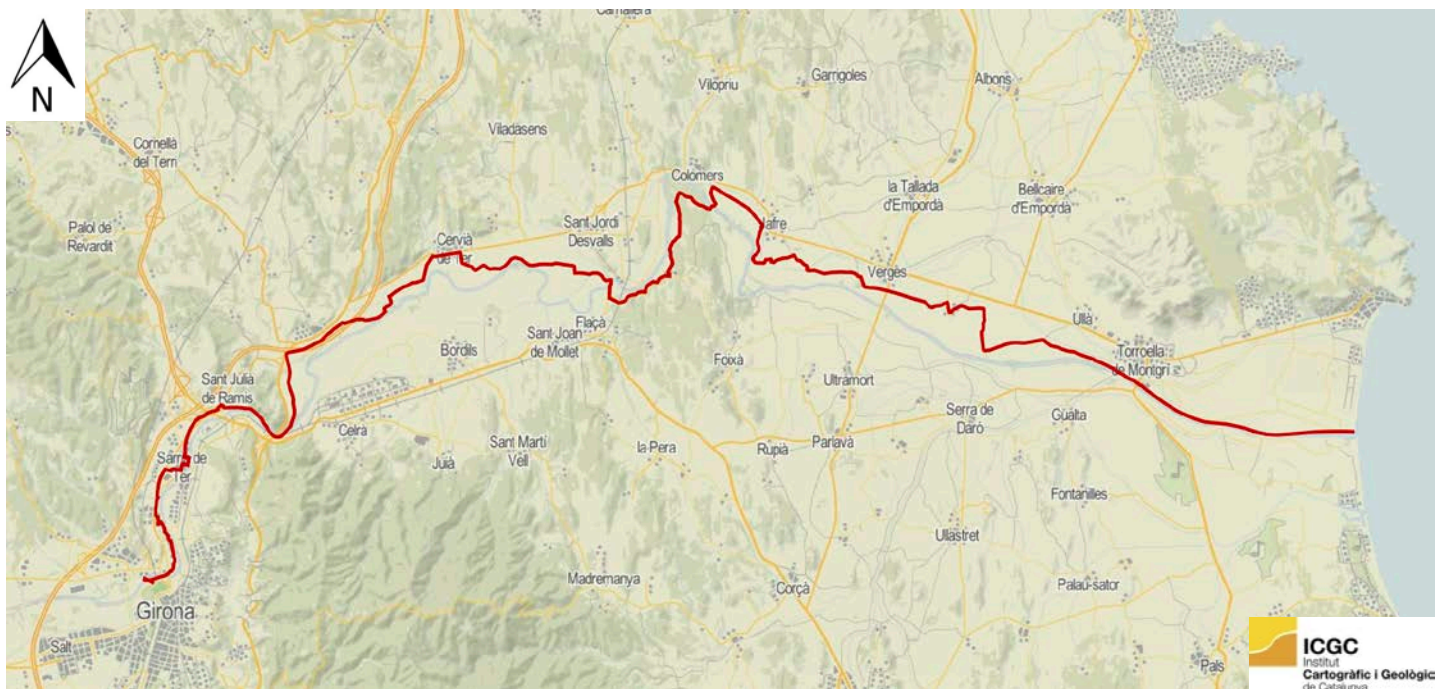 N
Cornellà
del Terri
Palol de
Revardit
Viladasens
Vilopriu
Garrigoles
Albons
Colomers
la Tallada
d'Empordà
Bellcaire
d'Empordà
Sant Jordi
Desvalls
Jafre
Cervià
de Ter
Verges
Flaçà
Sant Joan
de Mollet
Bordils
Foixà
Ullà
Torroella
de Montgrí
Sant Julià
de Ramis
Ultramort
Celrà
Juià
Sant Martí
Vell
la Pera
Rupià
Parlavà
Serra de
Daró
Gualta
Sarrià de
Ter
Fontanilles
Ullastret
Madremanya
Corçà
Palau-sator
Girona
Salt
Pals
ICGC
Institut
Cartogràfic i Geològic
de Catalunya